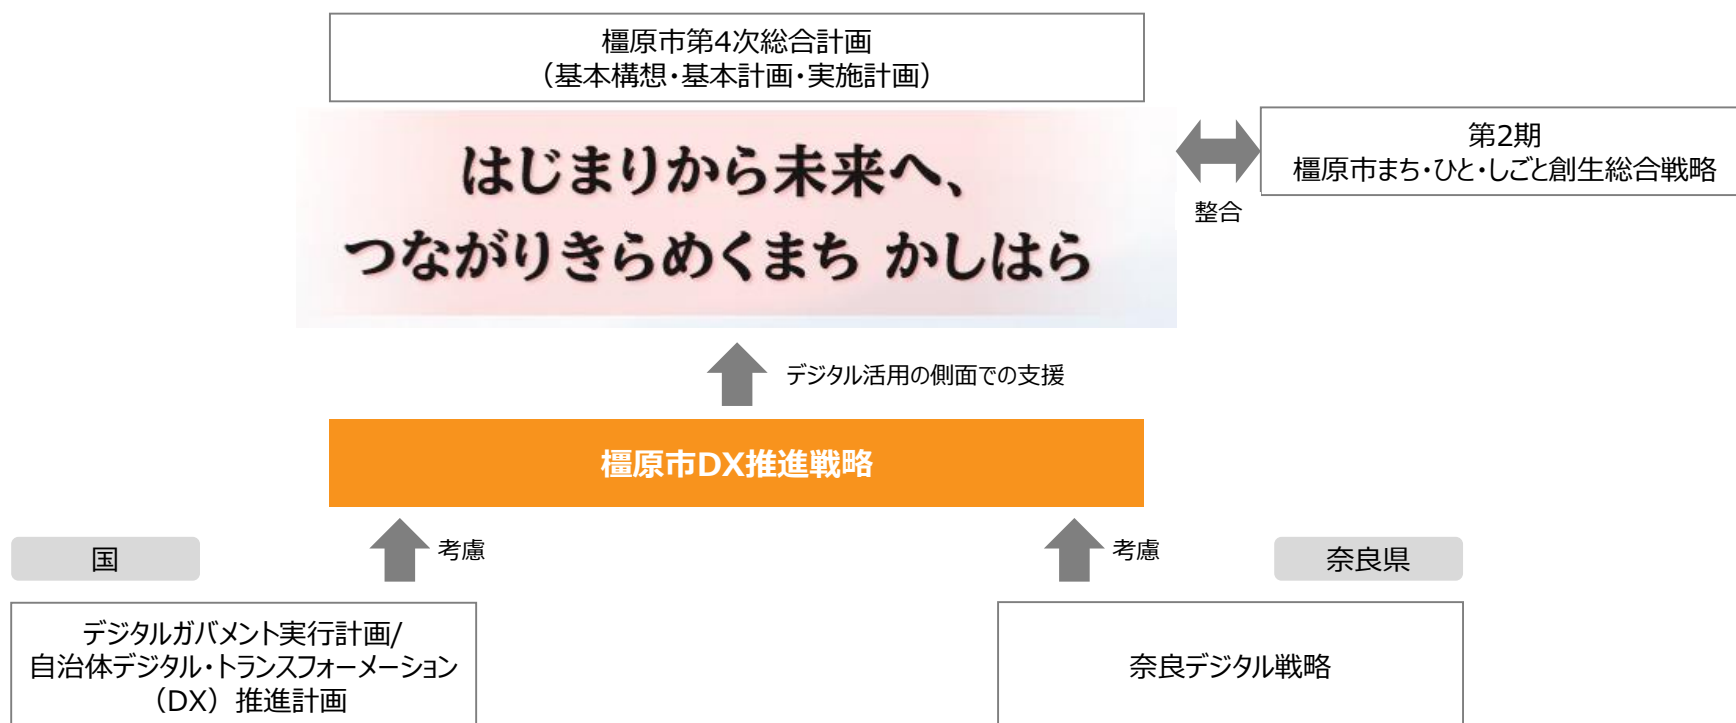 橿原市第4次総合計画
（基本構想・基本計画・実施計画）
はじまりから未来へ、
つながりきらめくまち かしはら
第2期
橿原市まち・ひと・しごと創生総合戦略
整合
デジタル活用の側面での支援
橿原市DX推進戦略
国
考慮
考慮
奈良県
デジタルガバメント実行計画/
自治体デジタル・トランスフォーメーション
（DX）推進計画
奈良デジタル戦略